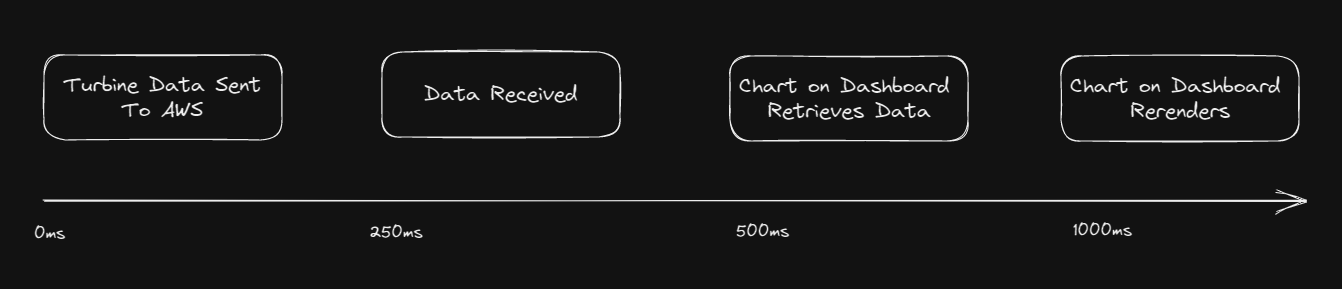 Turbine Data Sent
To AWS
Data Received
Chart on Dashboard
Retrieves Data
Chart on Dashboard
Rerenders
0ms
250ms
500ms
1000ms